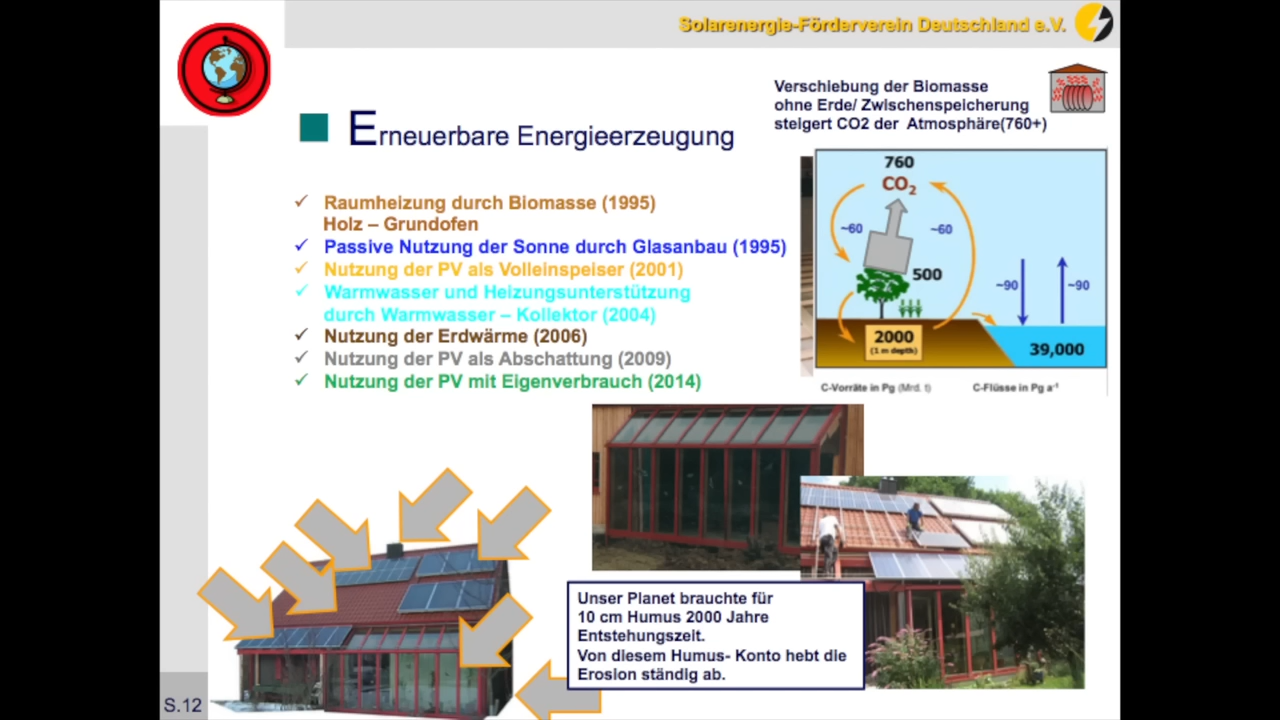 Solarenergie-Förderverein Deutschland e.V.
Verschiebung der Biomasse
ohne Erde/ Zwischenspeicherung
steigert CO2 der Atmosphäre(760+)
Erneuerbare Energieerzeugung
✓ Raumheizung durch Biomasse (1995)
Holz – Grundofen
✓ Passive Nutzung der Sonne durch Glasanbau (1995)
✓ Nutzung der PV als Volleinspeiser (2001)
✓ Warmwasser und Heizungsunterstützung
durch Warmwasser – Kollektor (2004)
✓ Nutzung der Erdwärme (2006)
✓ Nutzung der PV als Abschattung (2009)
✓ Nutzung der PV mit Eigenverbrauch (2014)
760
CO₂
~60
~60
500
~90
~90
2000
(1 m depth)
39,000
C-Vorräte in Pg (Mrd. t)
C-Flüsse in Pg a⁻¹
Unser Planet brauchte für
10 cm Humus 2000 Jahre
Entstehungszeit.
Von diesem Humus- Konto hebt die
Erosion ständig ab.
S.12